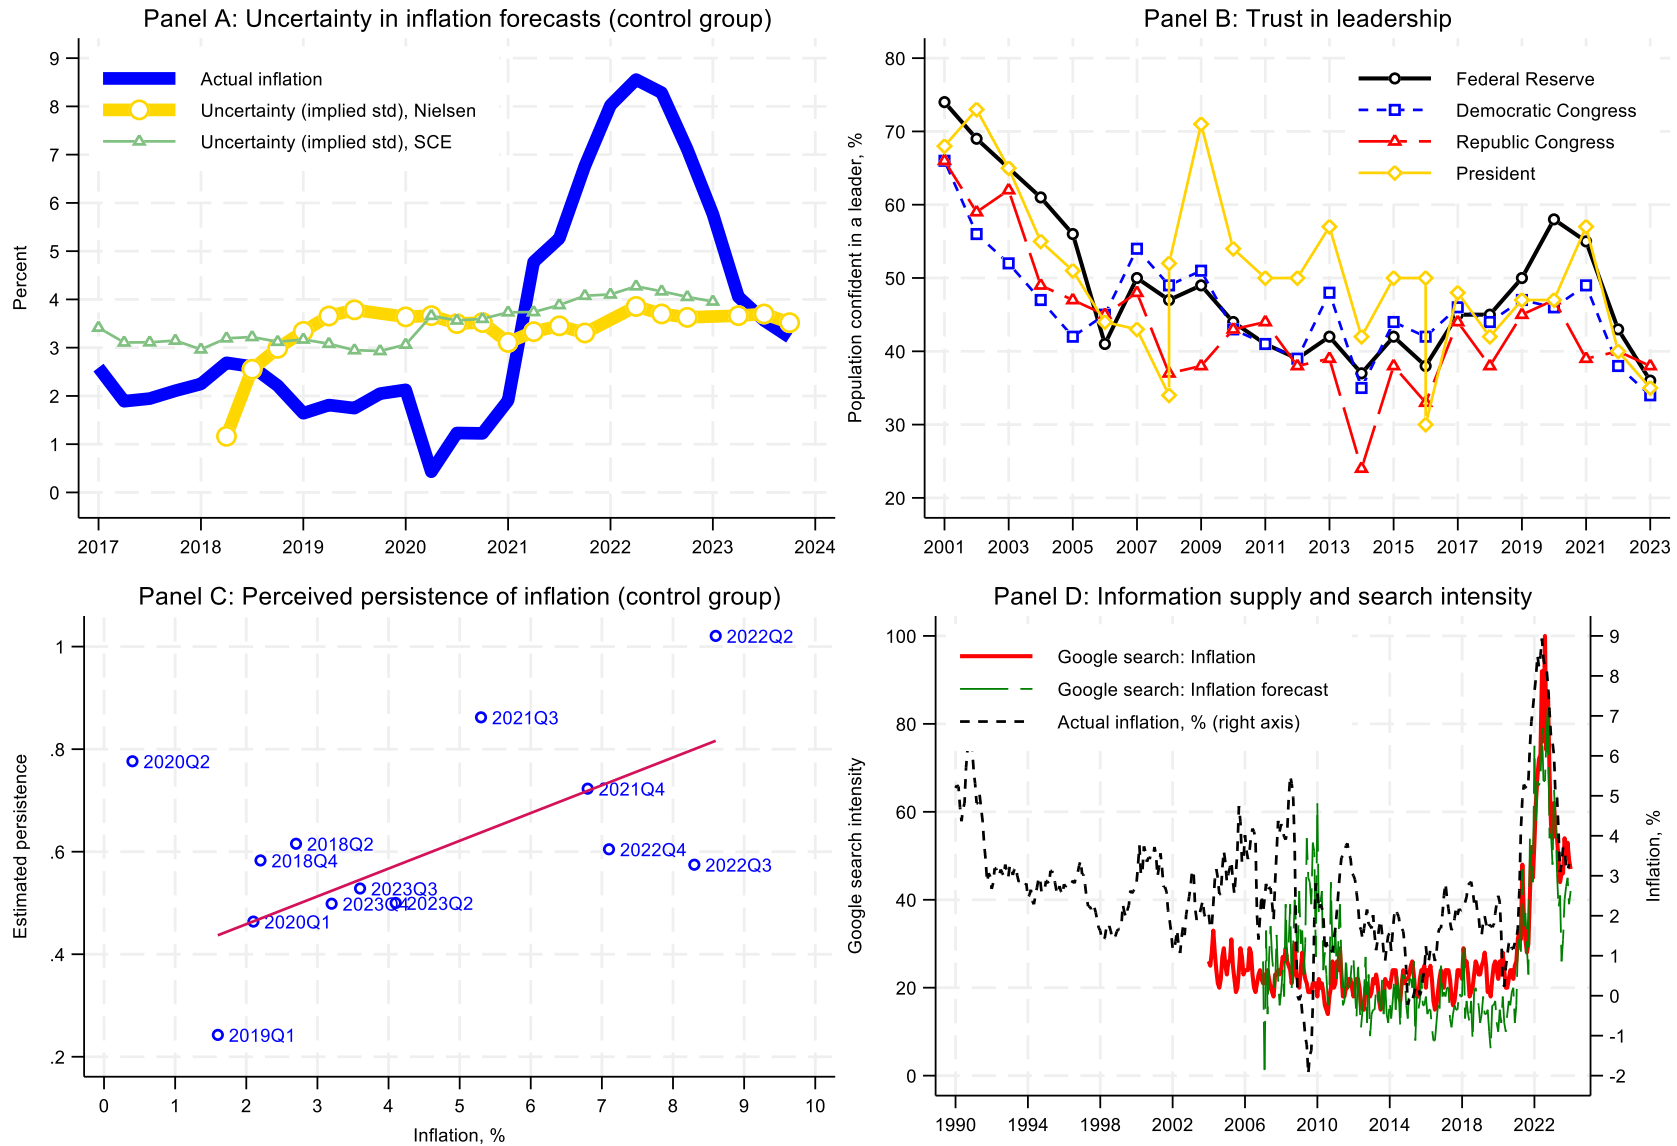 Panel A: Uncertainty in inflation forecasts (control group)
Percent
9
8
7
6
5
4
3
2
1
0
Actual inflation
Uncertainty (implied std), Nielsen
Uncertainty (implied std), SCE
2017 2018 2019 2020 2021 2022 2023 2024
Panel B: Trust in leadership
Population confident in a leader, %
80
70
60
50
40
30
20
Federal Reserve
Democratic Congress
Republic Congress
President
2001 2003 2005 2007 2009 2011 2013 2015 2017 2019 2021 2023
Panel C: Perceived persistence of inflation (control group)
Estimated persistence
1
.8
.6
.4
.2
2022Q2
2021Q3
2020Q2
2021Q4
2018Q2
2022Q4
2018Q4
2022Q3
2023Q3
2023Q4
2023Q2
2020Q1
2019Q1
0 1 2 3 4 5 6 7 8 9 10
Inflation, %
Panel D: Information supply and search intensity
Google search intensity
100
80
60
40
20
0
Google search: Inflation
Google search: Inflation forecast
Actual inflation, % (right axis)
9
8
7
6
5
4
3
2
1
0
-1
-2
Inflation, %
1990 1994 1998 2002 2006 2010 2014 2018 2022